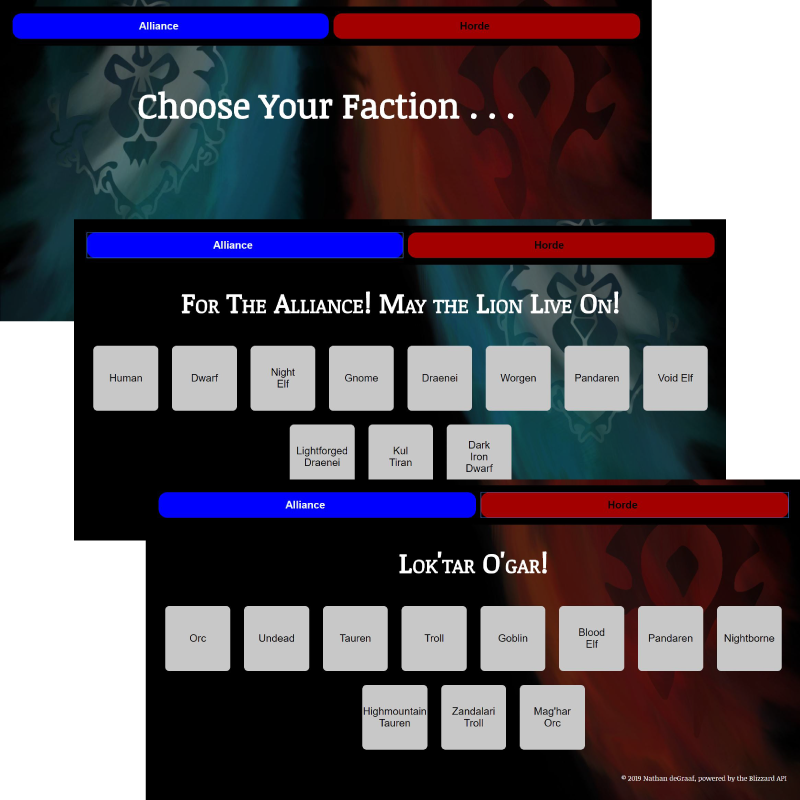 Alliance
Horde
Choose Your Faction . . .
Alliance
Horde
For The Alliance! May the Lion Live On!
Human
Dwarf
Night
Elf
Gnome
Draenei
Worgen
Pandaren
Void Elf
Lightforged
Draenei
Kul
Tiran
Dark
Iron
Dwarf
Alliance
Horde
Lok'tar O'gar!
Orc
Undead
Tauren
Troll
Goblin
Blood
Elf
Pandaren
Nightborne
Highmountain
Tauren
Zandalari
Troll
Mag'har
Orc
© 2019 Nathan deGraaf, powered by the Blizzard API